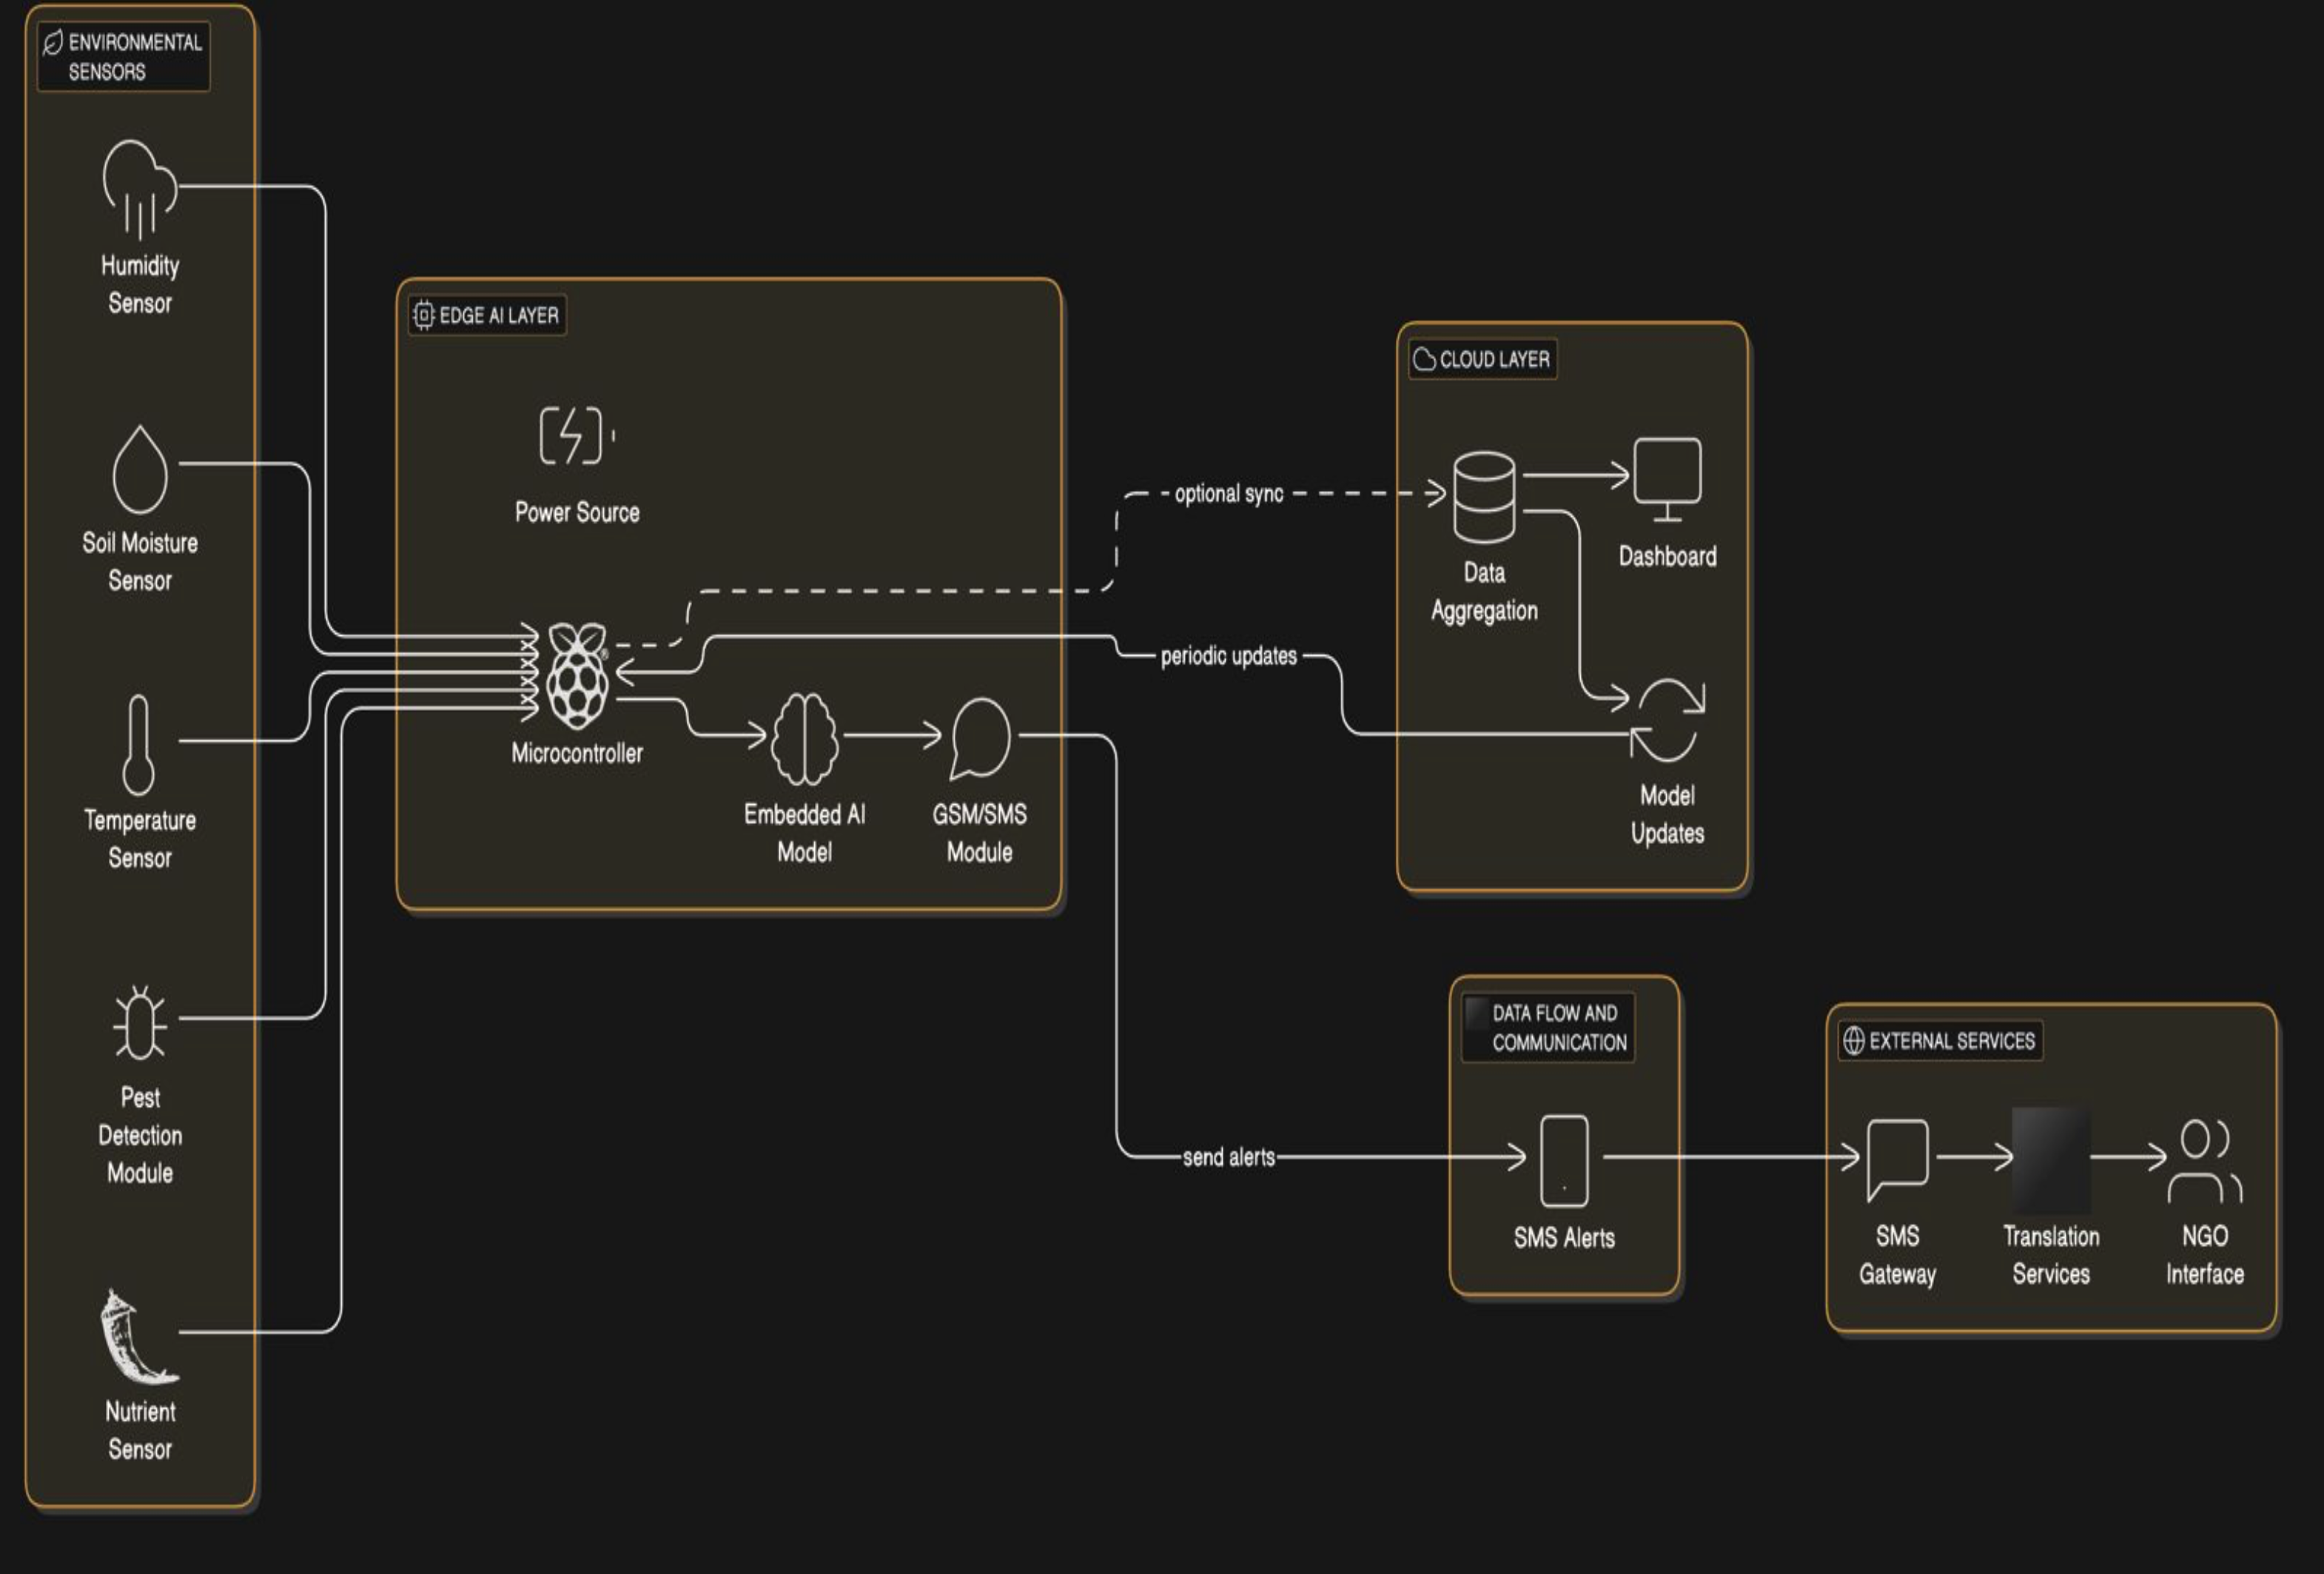 ENVIRONMENTAL
SENSORS
Humidity
Sensor
Soil Moisture
Sensor
Temperature
Sensor
Pest
Detection
Module
Nutrient
Sensor
EDGE AI LAYER
Power Source
Microcontroller
®
Embedded AI
Model
GSM/SMS
Module
optional sync
periodic updates
send alerts
CLOUD LAYER
Data
Aggregation
Dashboard
Model
Updates
DATA FLOW AND
COMMUNICATION
SMS Alerts
EXTERNAL SERVICES
SMS
Gateway
Translation
Services
NGO
Interface